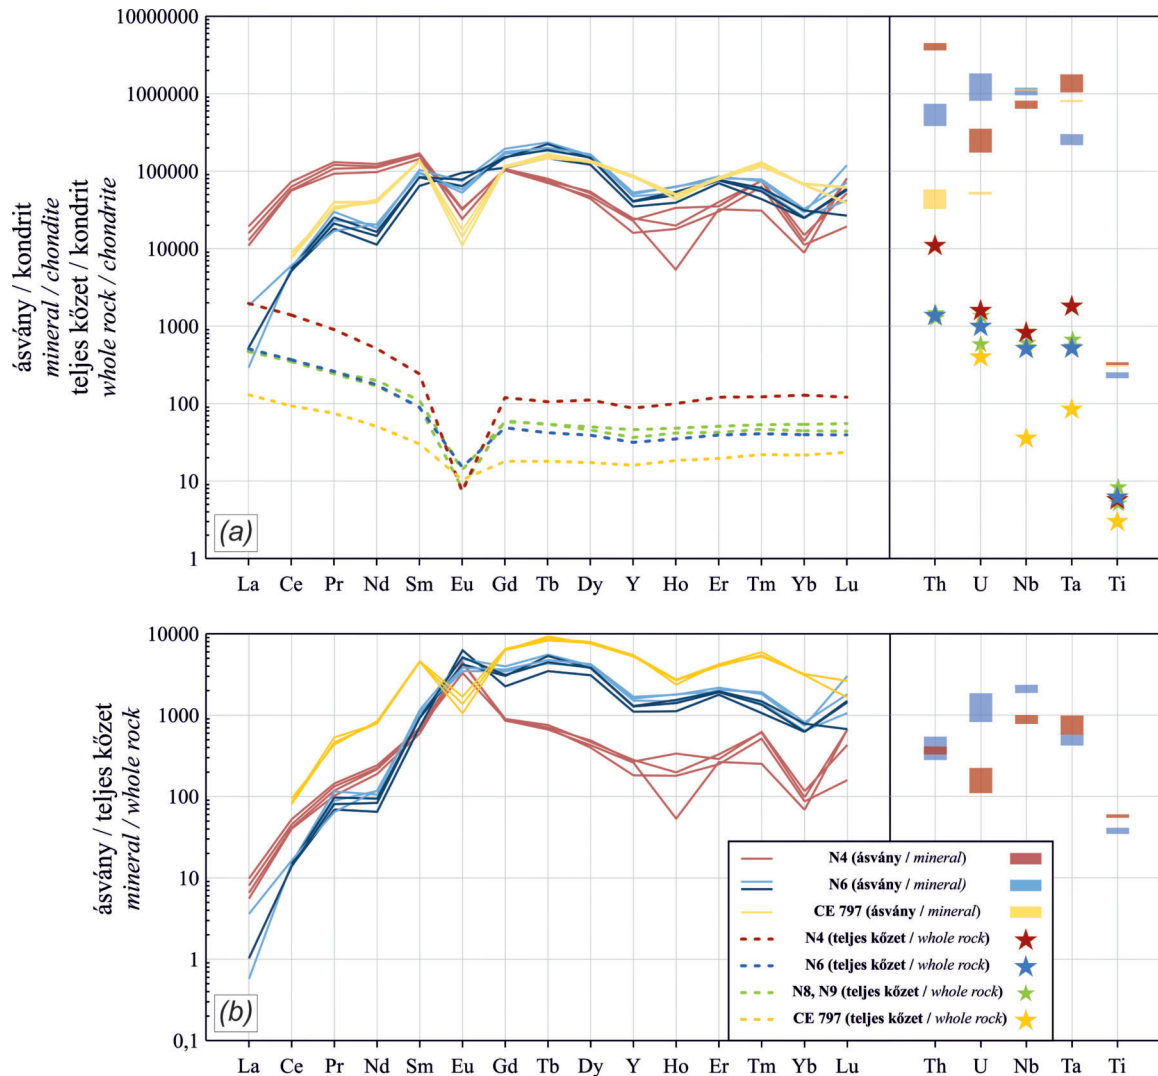 ásvány / kondrit
mineral / chondite
teljes kőzet / kondrit
whole rock / chondrite
10000000
1000000
100000
10000
1000
100
10
1
(a)
La Ce Pr Nd Sm Eu Gd Tb Dy Y Ho Er Tm Yb Lu Th U Nb Ta Ti
ásvány / teljes kőzet
mineral / whole rock
10000
1000
100
10
1
0,1
(b)
N4 (ásvány / mineral)
N6 (ásvány / mineral)
CE 797 (ásvány / mineral)
N4 (teljes kőzet / whole rock)
N6 (teljes kőzet / whole rock)
N8, N9 (teljes kőzet / whole rock)
CE 797 (teljes kőzet / whole rock)
La Ce Pr Nd Sm Eu Gd Tb Dy Y Ho Er Tm Yb Lu Th U Nb Ta Ti